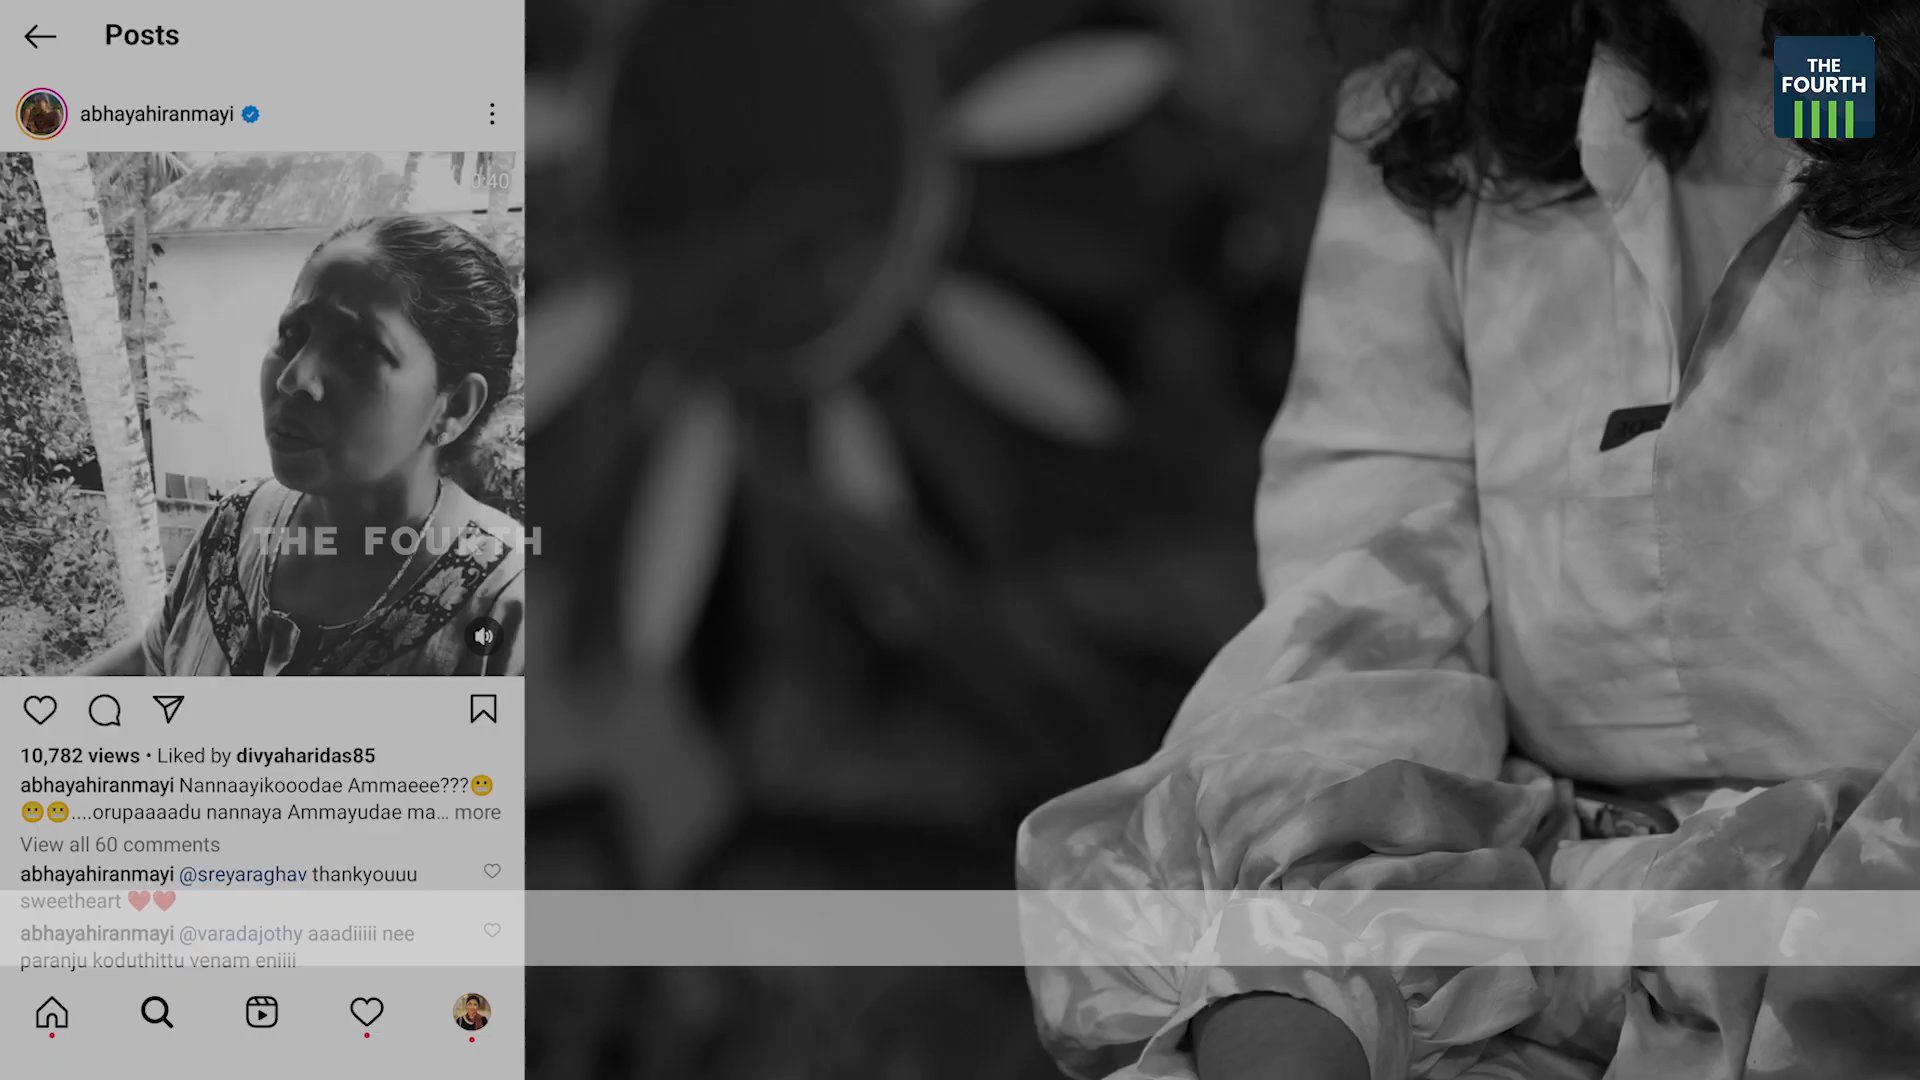 Posts
abhayahiranmayi
0:40
THE FOURTH
10,782 views • Liked by divyaharidas85
abhayahiranmayi Nannaayikooodae Ammaeee???😬
😬😬....orupaaaadu nannaya Ammayudae ma... more
View all 60 comments
abhayahiranmayi @sreyaraghav thankyouuu
sweetheart ❤️❤️
abhayahiranmayi @varadajothy aaadiiiii nee
paranju koduthittu venam eniiii
THE
FOURTH